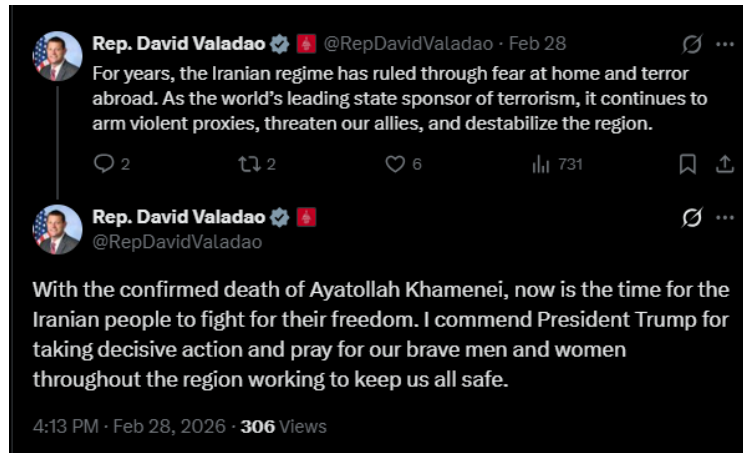 Rep. David Valadao @RepDavidValadao · Feb 28
For years, the Iranian regime has ruled through fear at home and terror
abroad. As the world’s leading state sponsor of terrorism, it continues to
arm violent proxies, threaten our allies, and destabilize the region.
2 2 6 731
Rep. David Valadao
@RepDavidValadao
With the confirmed death of Ayatollah Khamenei, now is the time for the
Iranian people to fight for their freedom. I commend President Trump for
taking decisive action and pray for our brave men and women
throughout the region working to keep us all safe.
4:13 PM · Feb 28, 2026 · 306 Views